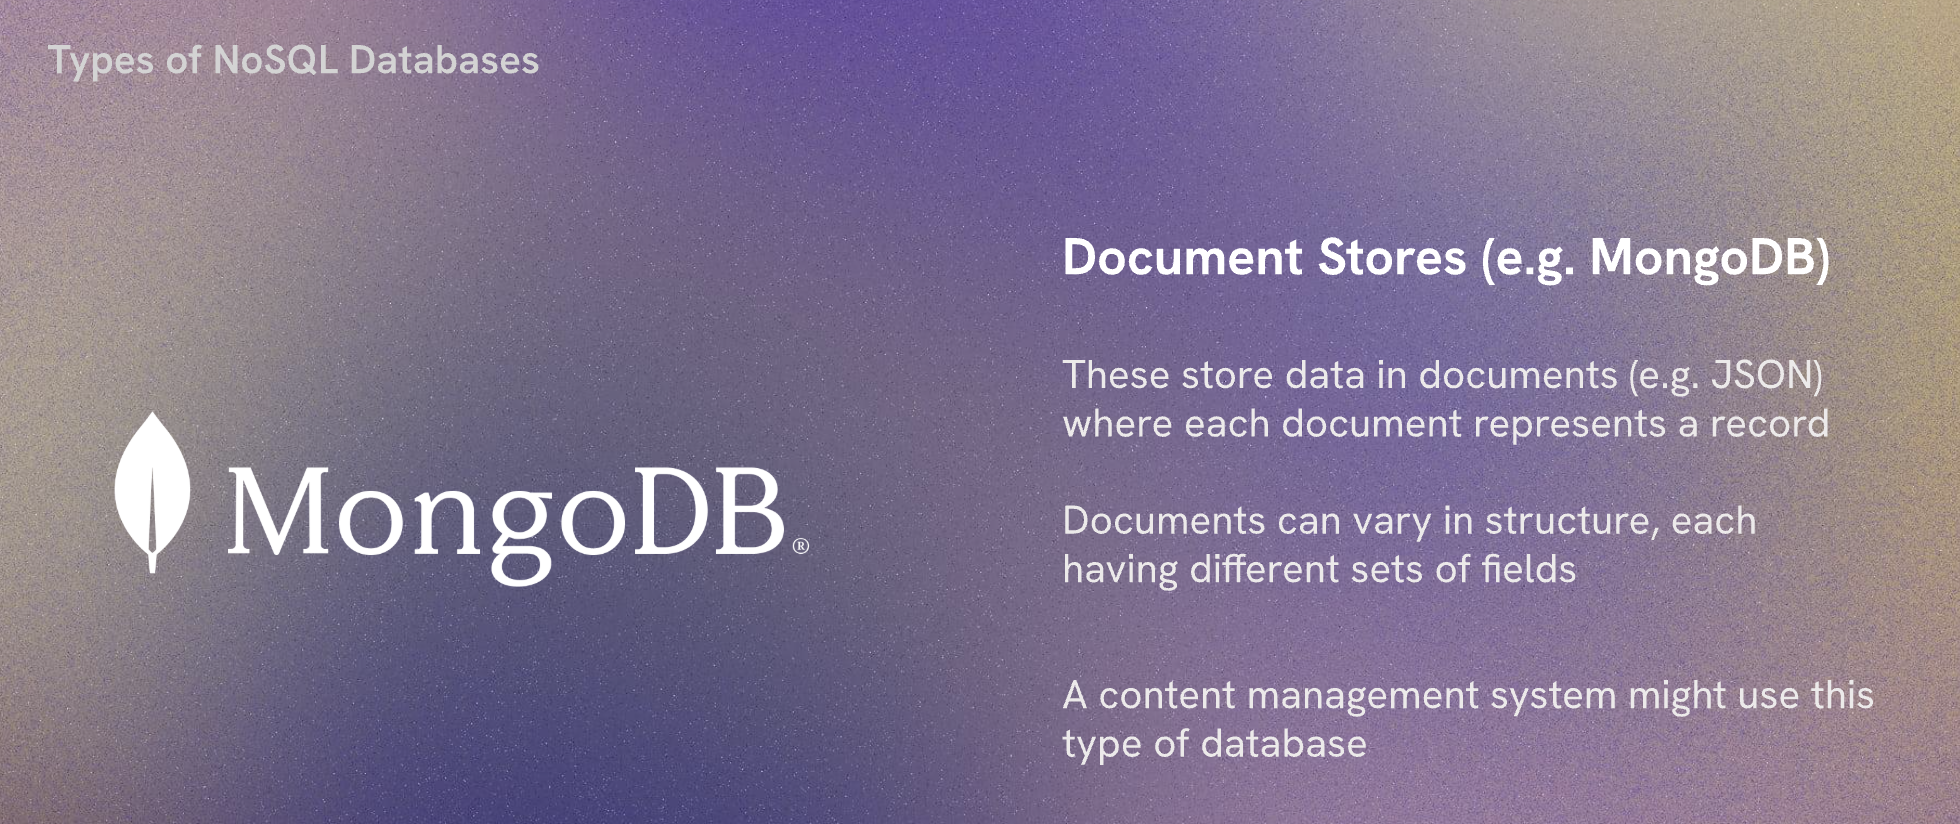 Types of NoSQL Databases
MongoDB®
Document Stores (e.g. MongoDB)
These store data in documents (e.g. JSON)
where each document represents a record
Documents can vary in structure, each
having different sets of fields
A content management system might use this
type of database